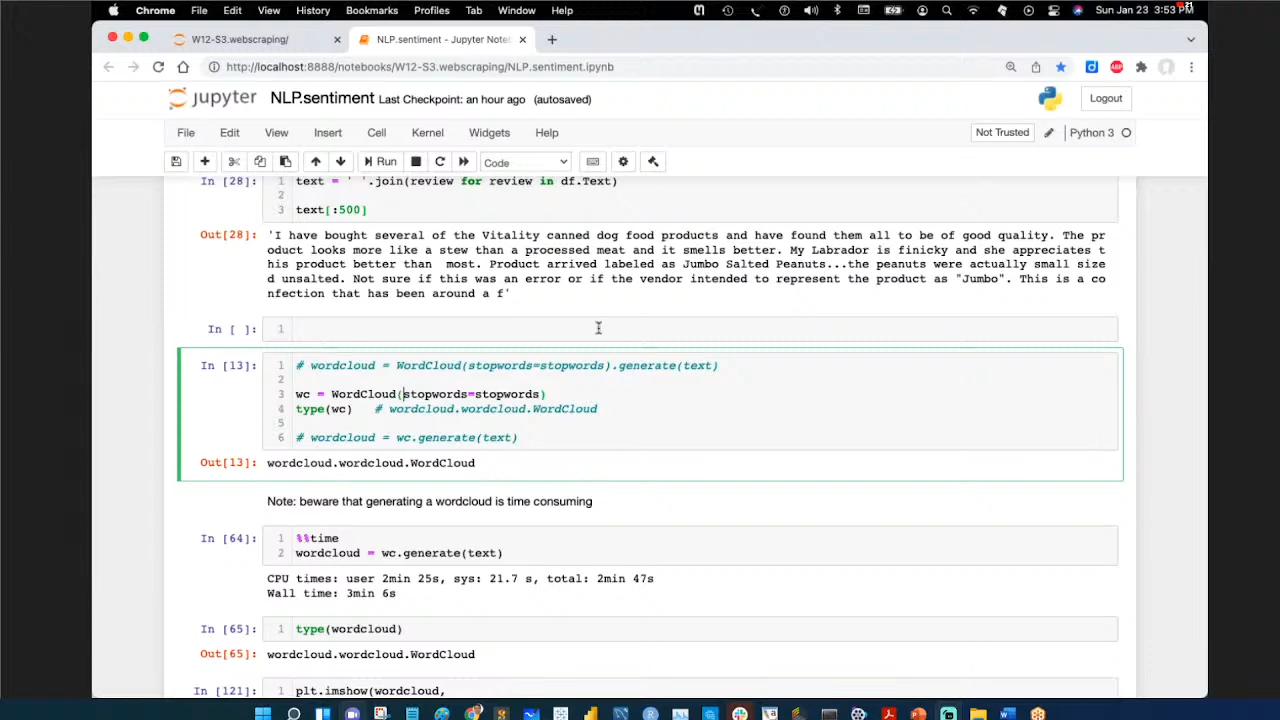 Chrome File Edit View History Bookmarks Profiles Tab Window Help Sun Jan 23 3:53 PM
W12-S3.webscraping/ NLP.sentiment - Jupyter Note
http://localhost:8888/notebooks/W12-S3.webscraping/NLP.sentiment.ipynb
jupyter NLP.sentiment Last Checkpoint: an hour ago (autosaved) Logout
File Edit View Insert Cell Kernel Widgets Help Not Trusted Python 3
Run Code
In [28]: 1 text = ' '.join(review for review in df.Text)
2
3 text[:500]
Out[28]: 'I have bought several of the Vitality canned dog food products and have found them all to be of good quality. The pr
oduct looks more like a stew than a processed meat and it smells better. My Labrador is finicky and she appreciates t
his product better than  most. Product arrived labeled as Jumbo Salted Peanuts...the peanuts were actually small size
d unsalted. Not sure if this was an error or if the vendor intended to represent the product as "Jumbo". This is a co
nfection that has been around a f'
In [ ]: 1
In [13]: 1 # wordcloud = WordCloud(stopwords=stopwords).generate(text)
2
3 wc = WordCloud(stopwords=stopwords)
4 type(wc)   # wordcloud.wordcloud.WordCloud
5
6 # wordcloud = wc.generate(text)
Out[13]: wordcloud.wordcloud.WordCloud
Note: beware that generating a wordcloud is time consuming
In [64]: 1 %%time
2 wordcloud = wc.generate(text)
CPU times: user 2min 25s, sys: 21.7 s, total: 2min 47s
Wall time: 3min 6s
In [65]: 1 type(wordcloud)
Out[65]: wordcloud.wordcloud.WordCloud
In [121]: 1 plt.imshow(wordcloud,